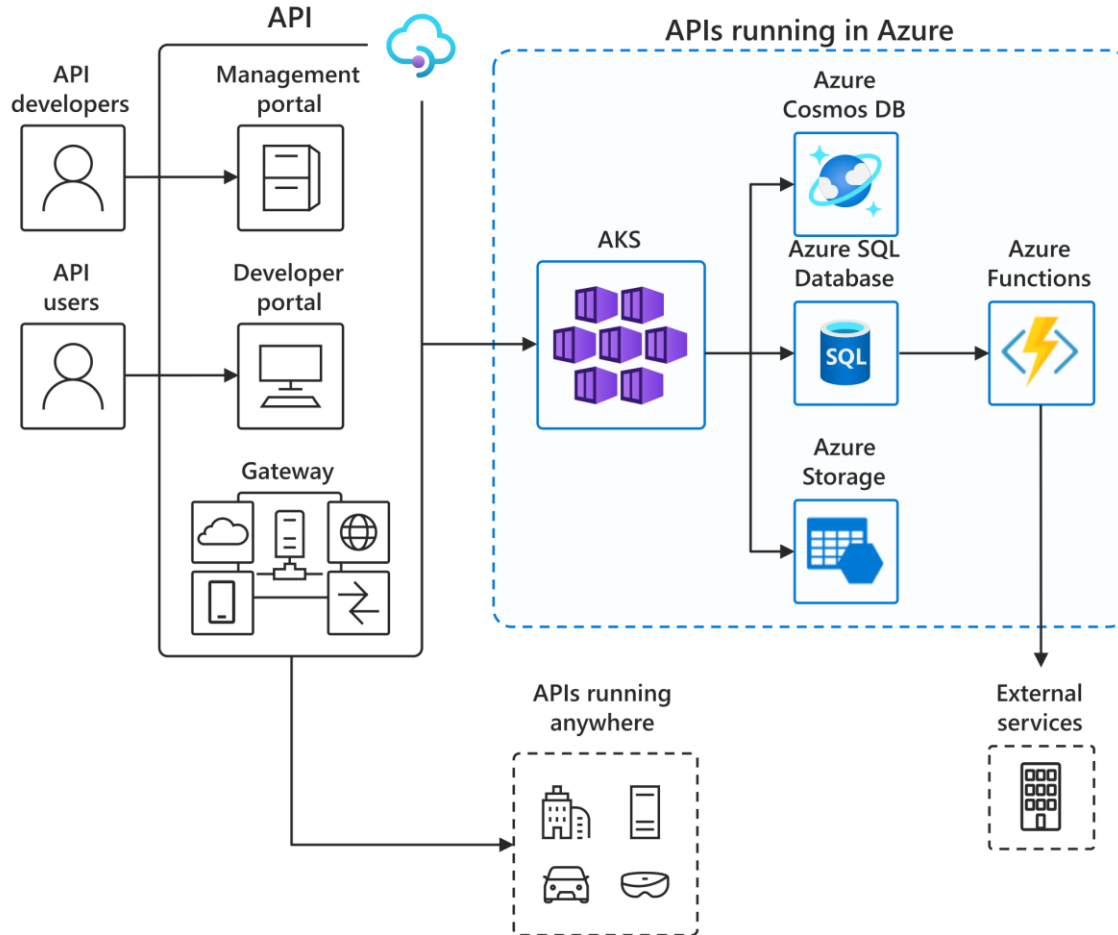 API
APIs running in Azure
API
developers
Management
portal
Azure
Cosmos DB
API
users
Developer
portal
AKS
Azure SQL
Database
SQL
Azure
Functions
Gateway
Azure
Storage
APIs running
anywhere
External
services